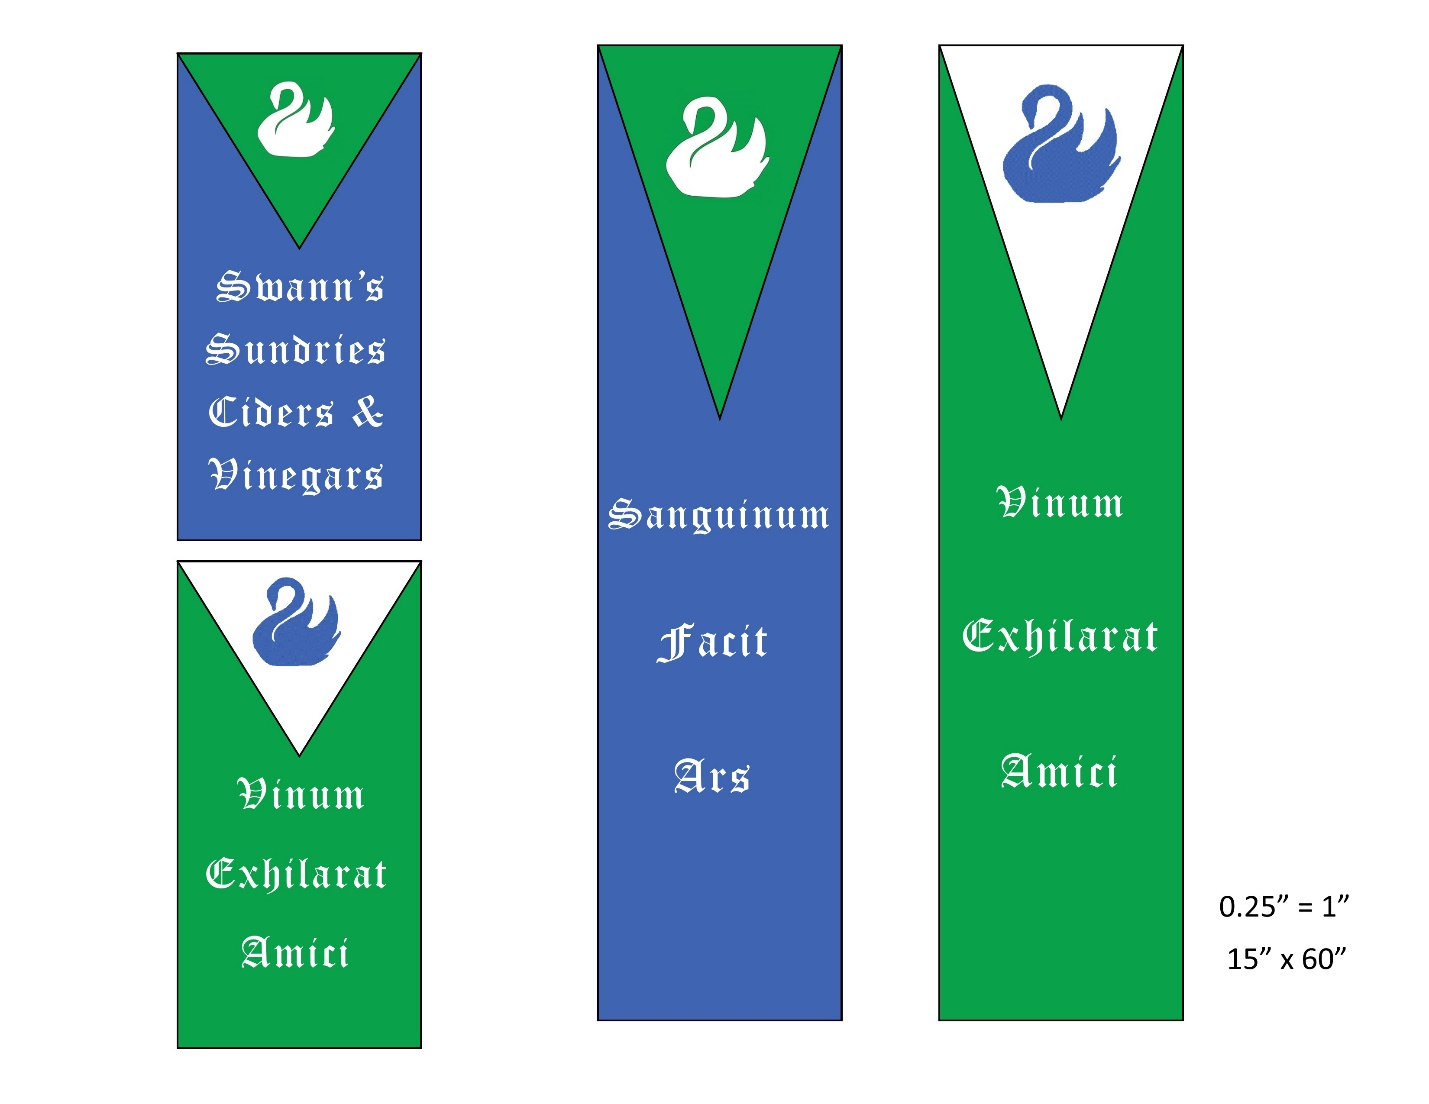 Swann’s
Sundries
Ciders &
Vinegars
Vinum
Exhilarat
Amici
Sanguinum
Facit
Ars
Vinum
Exhilarat
Amici
0.25” = 1”
15” x 60”